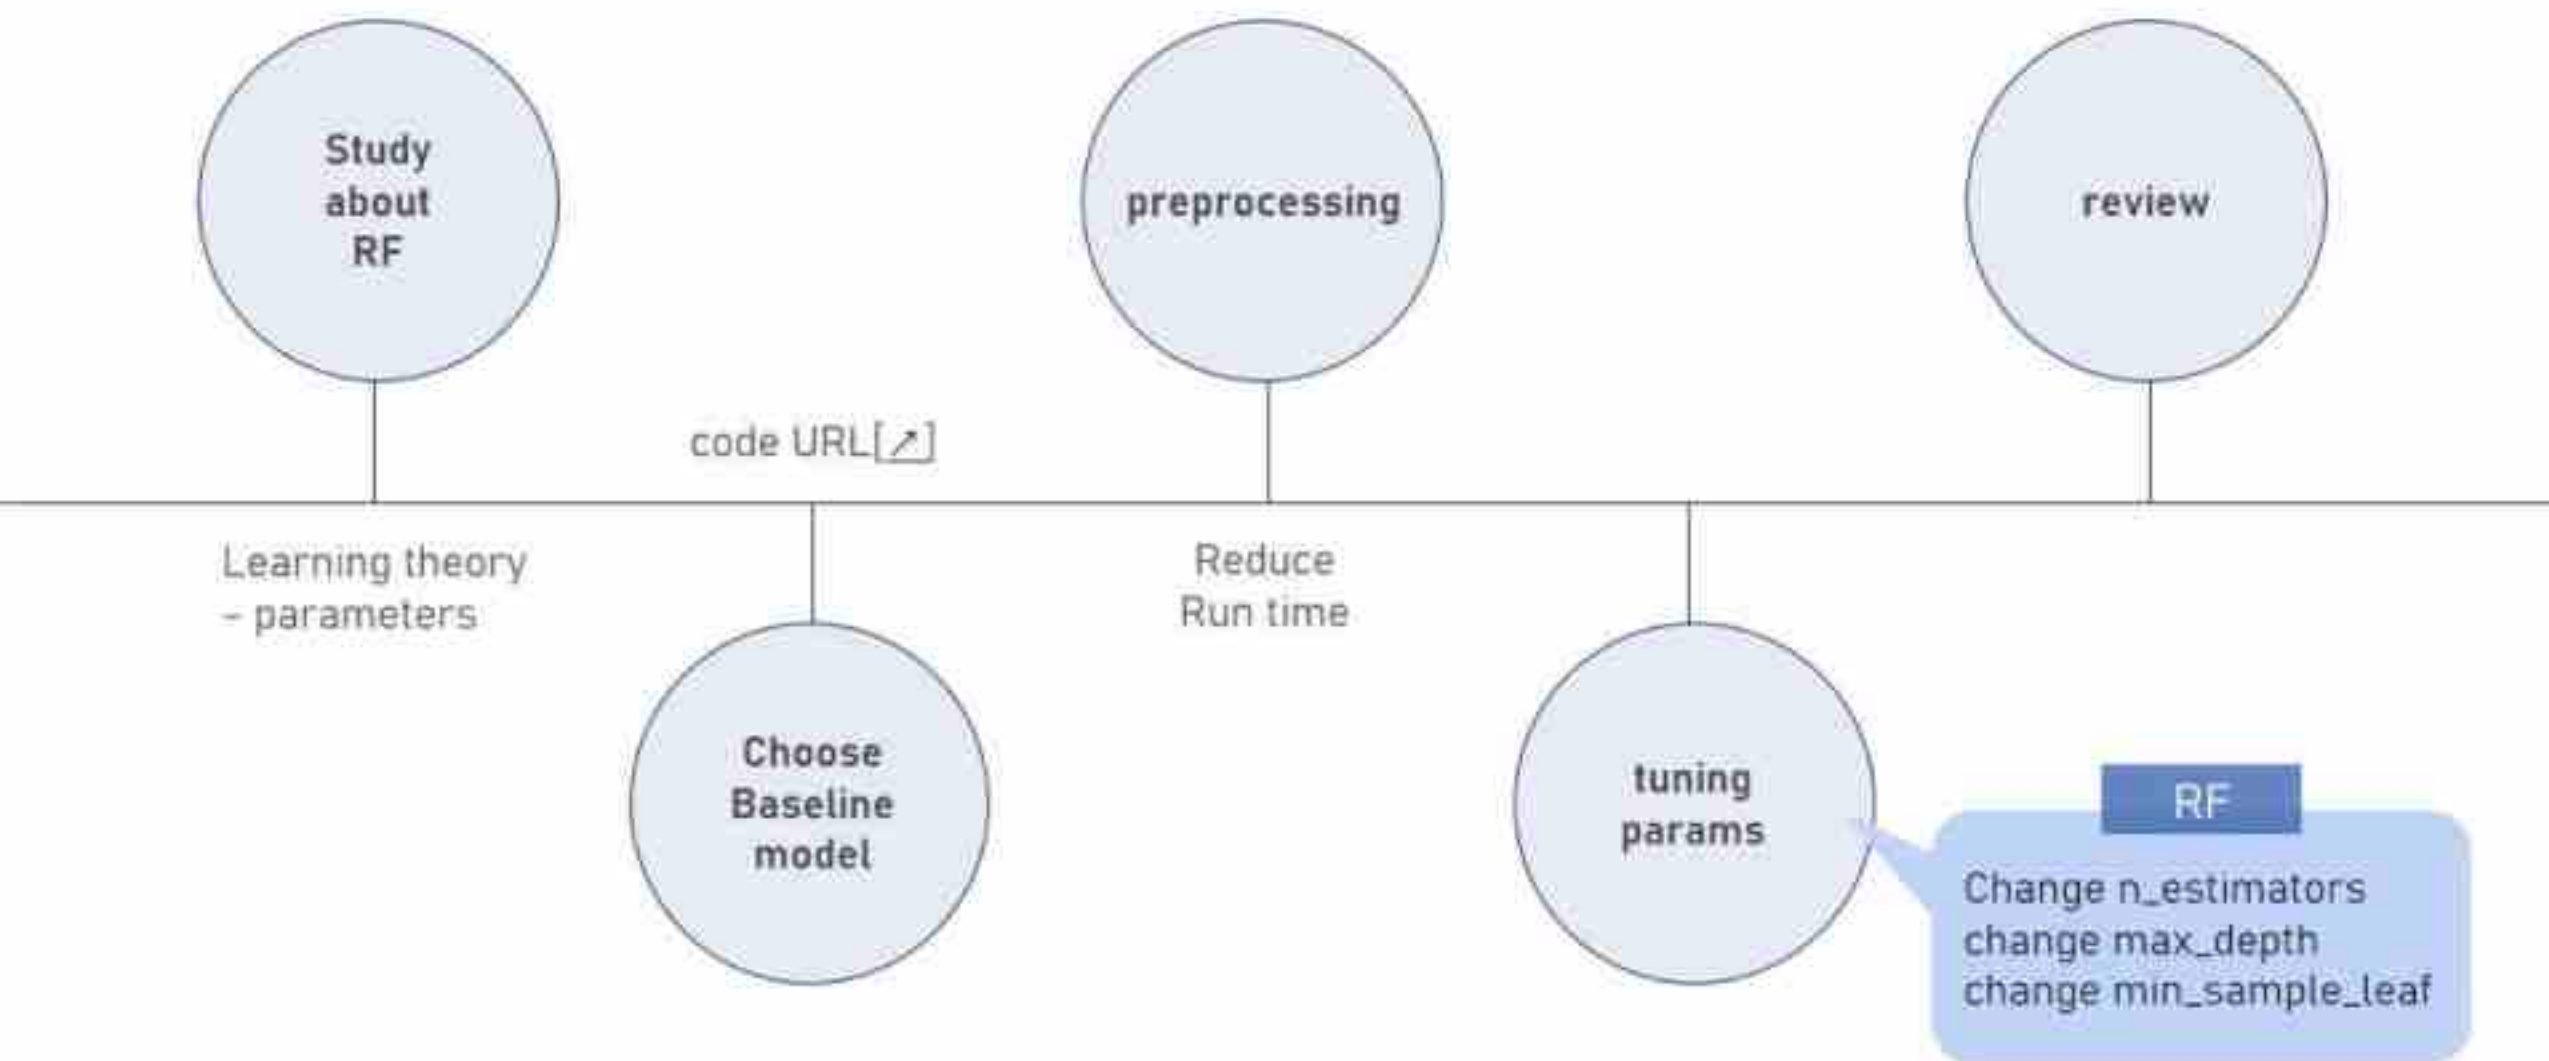 Study
about
RF
preprocessing
review
code URL[↗]
Learning theory
– parameters
Reduce
Run time
Choose
Baseline
model
tuning
params
RF
Change n_estimators
change max_depth
change min_sample_leaf